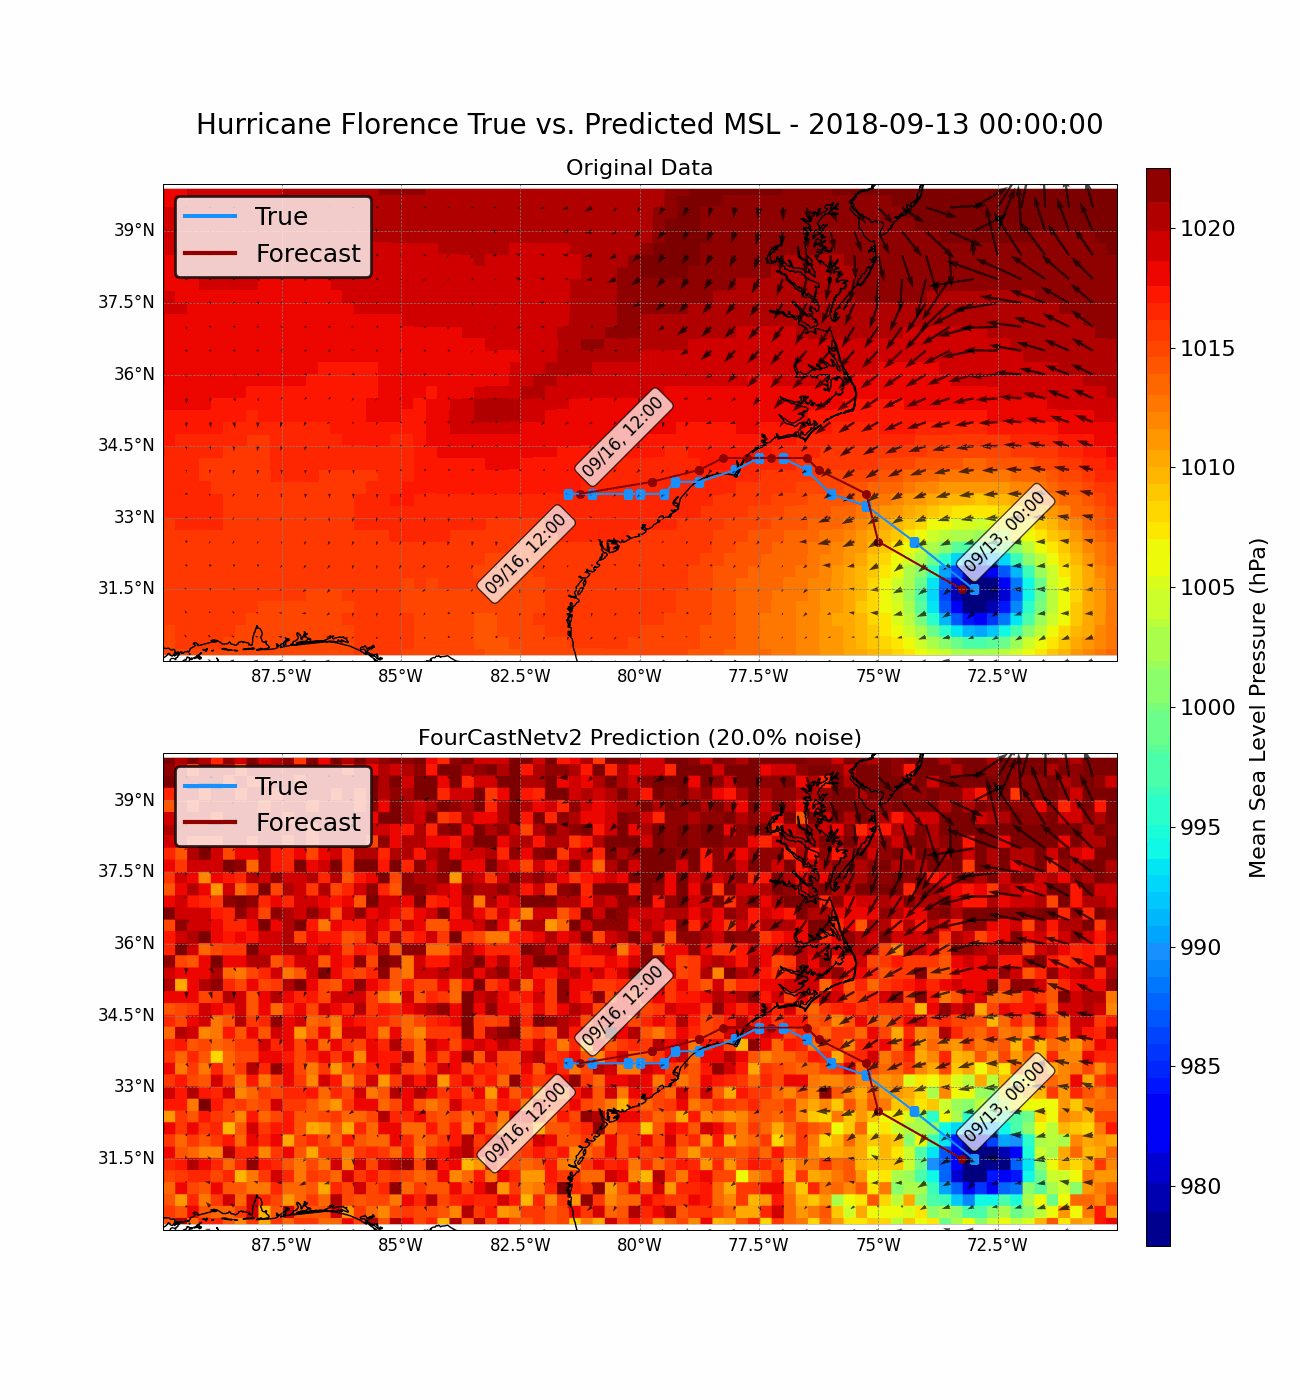 Hurricane Florence True vs. Predicted MSL - 2018-09-13 00:00:00
Original Data
True
Forecast
39°N
37.5°N
36°N
34.5°N
33°N
31.5°N
09/16, 12:00
09/16, 12:00
09/13, 00:00
87.5°W
85°W
82.5°W
80°W
77.5°W
75°W
72.5°W
FourCastNetv2 Prediction (20.0% noise)
True
Forecast
39°N
37.5°N
36°N
34.5°N
33°N
31.5°N
09/16, 12:00
09/16, 12:00
09/13, 00:00
87.5°W
85°W
82.5°W
80°W
77.5°W
75°W
72.5°W
1020
1015
1010
1005
1000
995
990
985
980
Mean Sea Level Pressure (hPa)